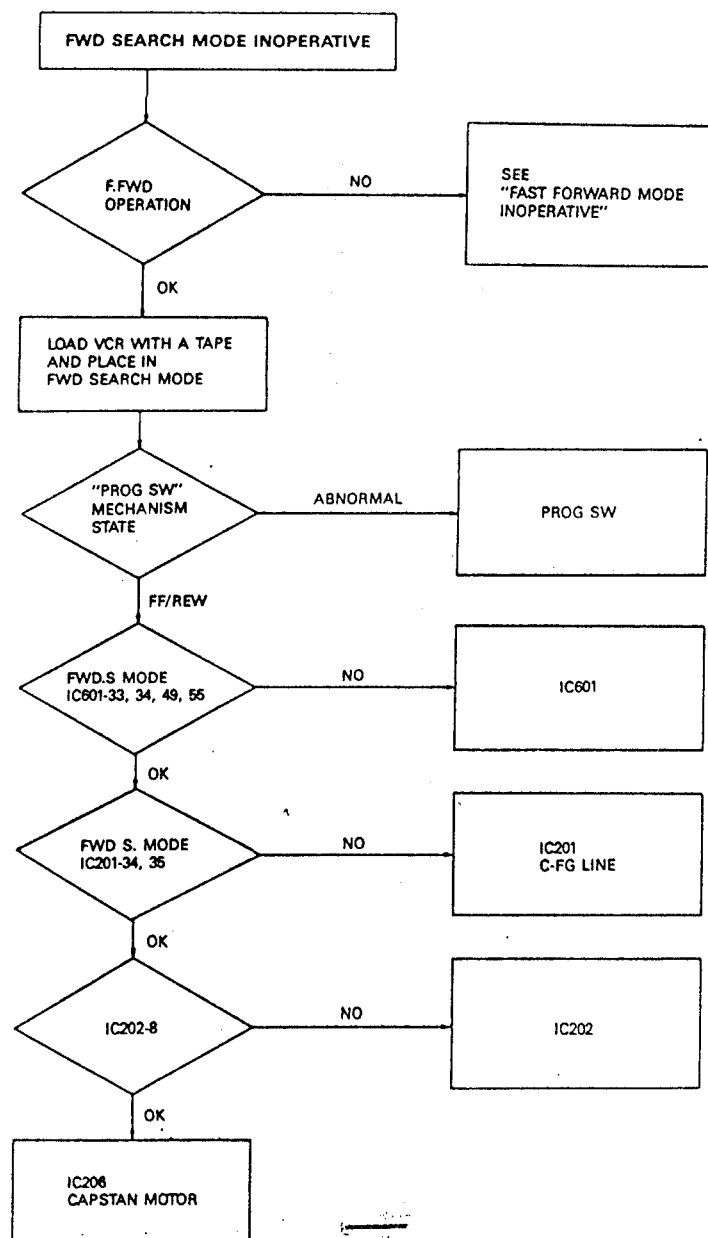 FWD SEARCH MODE INOPERATIVE
F.FWD
OPERATION
NO
SEE
"FAST FORWARD MODE
INOPERATIVE"
OK
LOAD VCR WITH A TAPE
AND PLACE IN
FWD SEARCH MODE
"PROG SW"
MECHANISM
STATE
ABNORMAL
PROG SW
FF/REW
FWD.S MODE
IC601-33, 34, 49, 55
NO
IC601
OK
FWD S. MODE
IC201-34, 35
NO
IC201
C-FG LINE
OK
IC202-8
NO
IC202
OK
IC206
CAPSTAN MOTOR